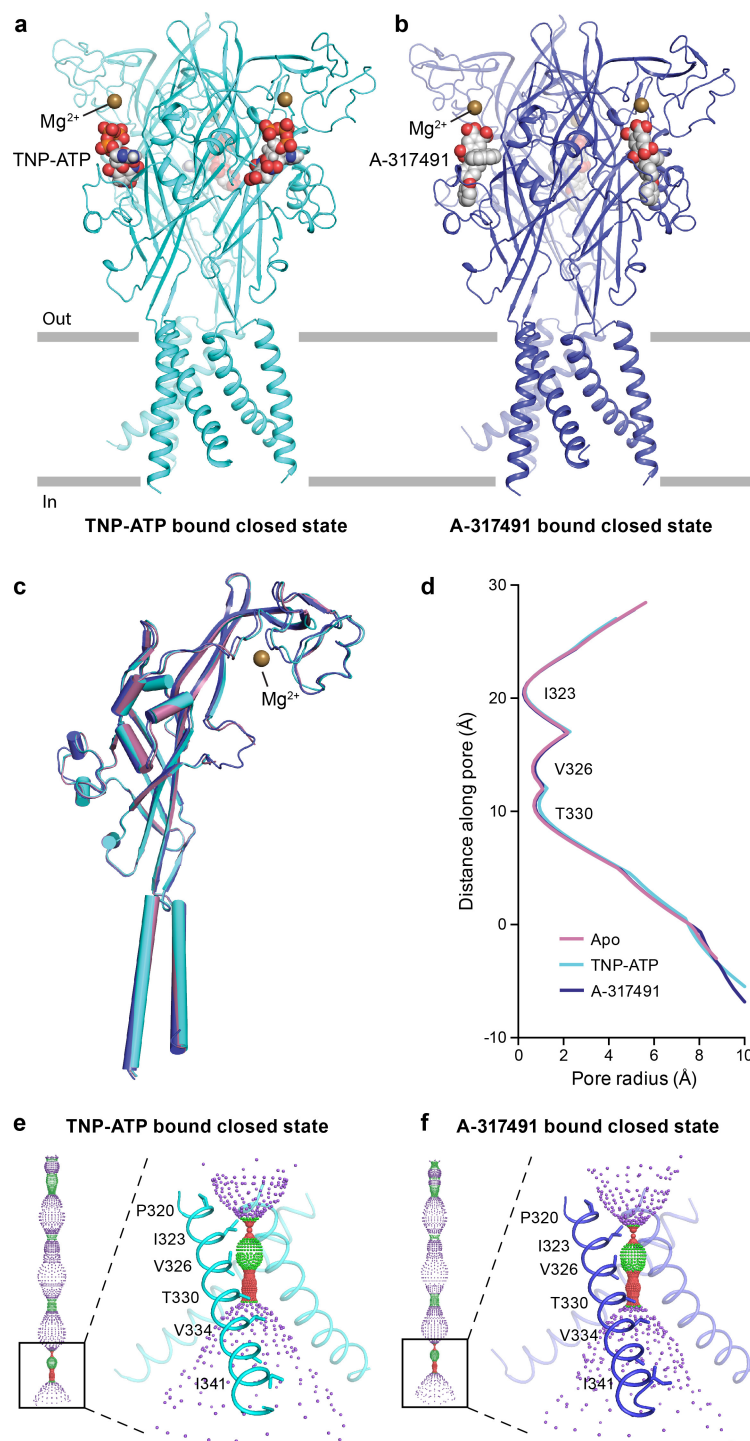 a
Mg2+
TNP-ATP
Out
In
TNP-ATP bound closed state
b
Mg2+
A-317491
A-317491 bound closed state
c
Mg2+
d
30
20
10
0
-10
Distance along pore (Å)
I323
V326
T330
Apo
TNP-ATP
A-317491
0 2 4 6 8 10
Pore radius (Å)
e
TNP-ATP bound closed state
P320
I323
V326
T330
V334
I341
f
A-317491 bound closed state
P320
I323
V326
T330
V334
I341